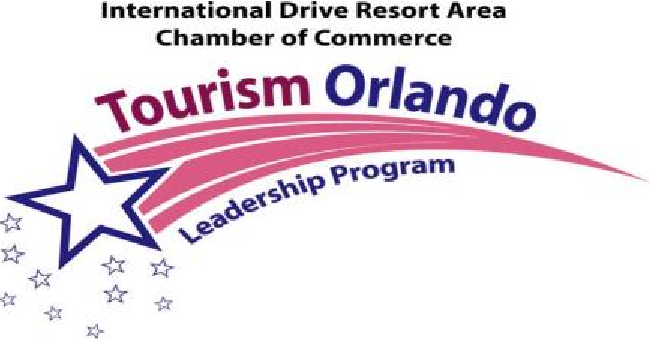 International Drive Resort Area
Chamber of Commerce
Tourism Orlando
Leadership Program